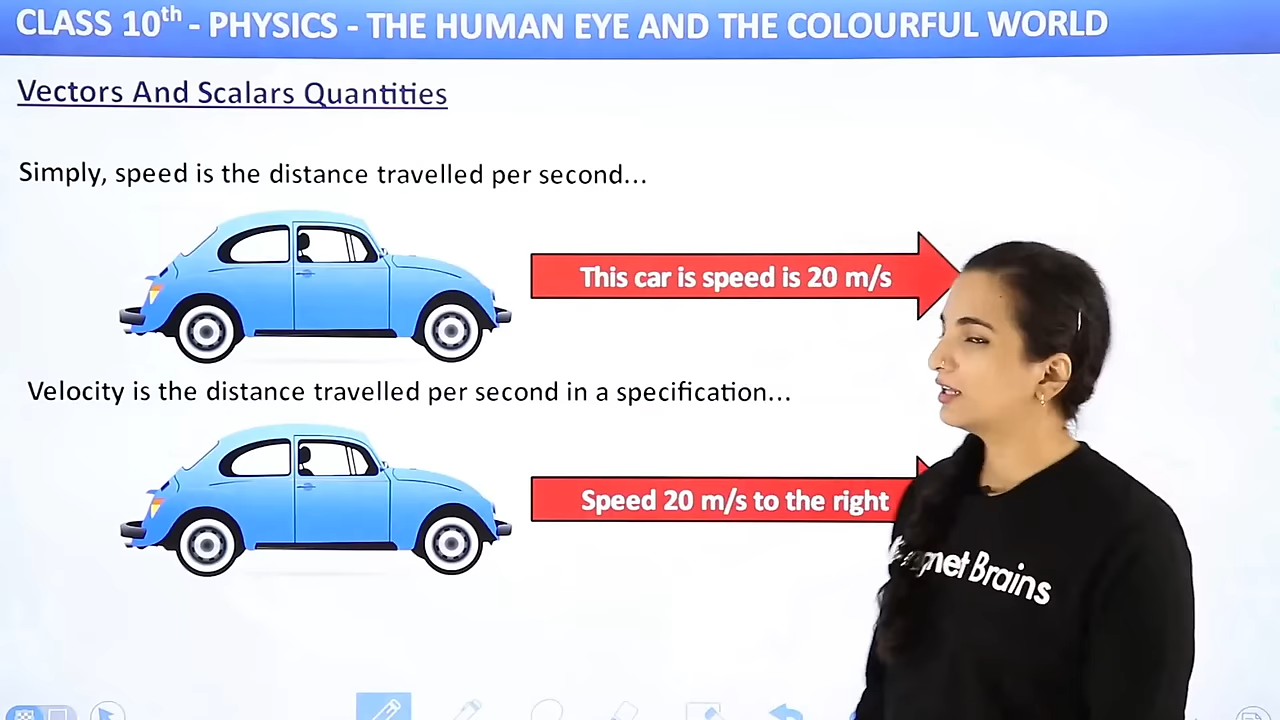 CLASS 10th - PHYSICS - THE HUMAN EYE AND THE COLOURFUL WORLD
Vectors And Scalars Quantities
Simply, speed is the distance travelled per second...
This car is speed is 20 m/s
Velocity is the distance travelled per second in a specification...
Speed 20 m/s to the right
Brains